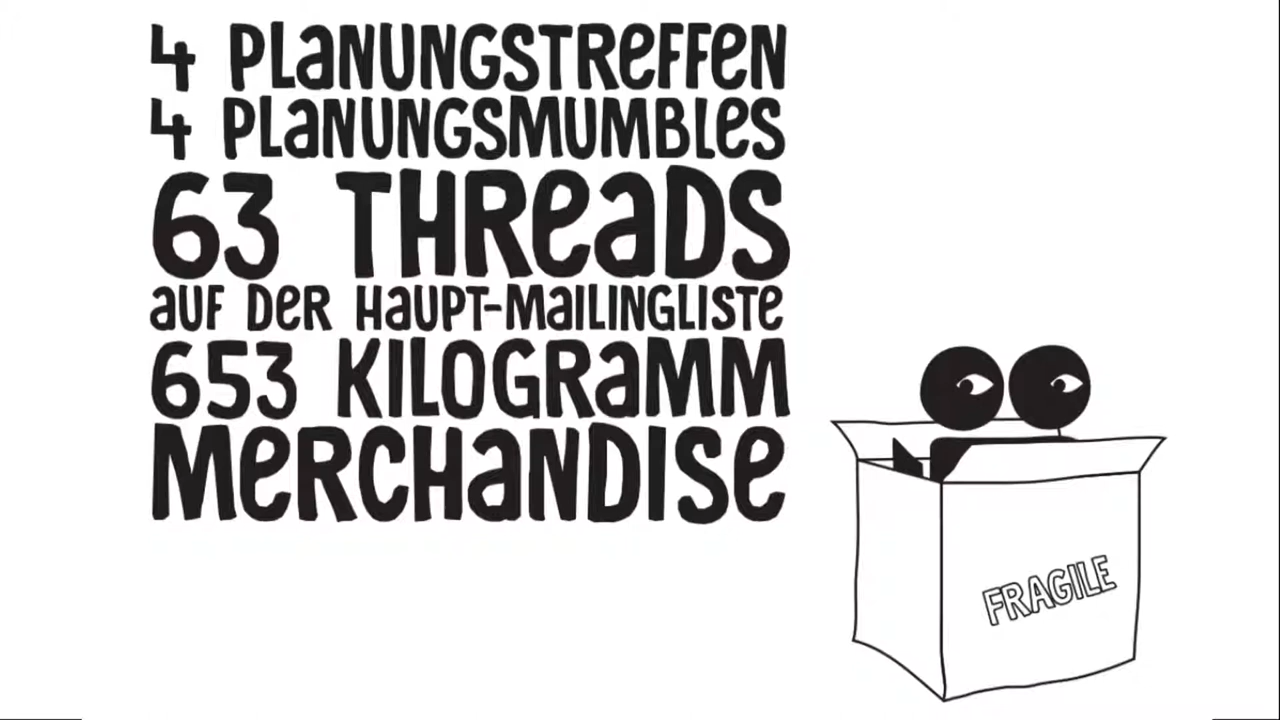 4 PLaNUNGSTReFFeN
4 PLaNUNGSMUMBLeS
63 THReaDS
aUF DeR HaUPT-MaILINGLISTe
653 KILOGRaMM
MeRCHaNDISe
FRAGILE